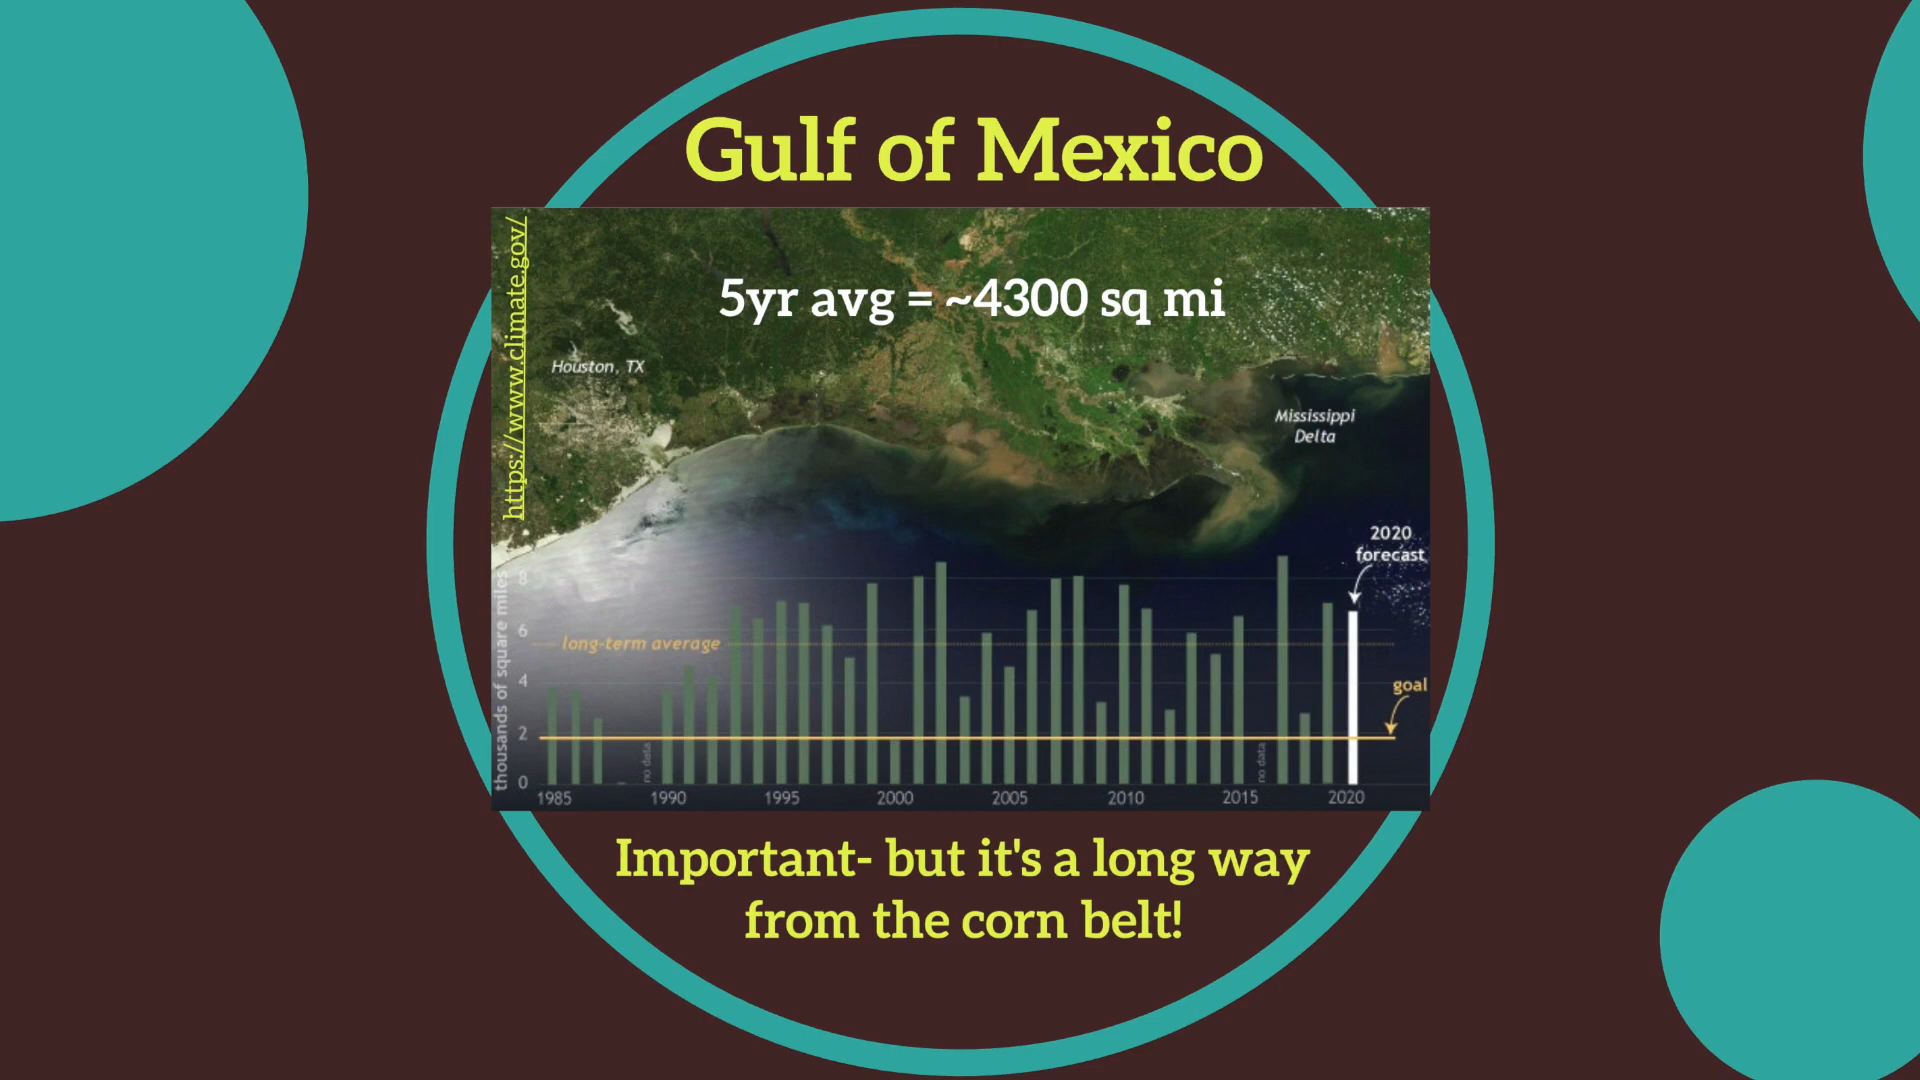 Gulf of Mexico
https://www.climate.gov/
5yr avg = ~4300 sq mi
Houston, TX
Mississippi
Delta
2020
forecast
thousands of square miles
8
6
4
2
0
long-term average
goal
no data
no data
1985
1990
1995
2000
2005
2010
2015
2020
Important- but it's a long way
from the corn belt!